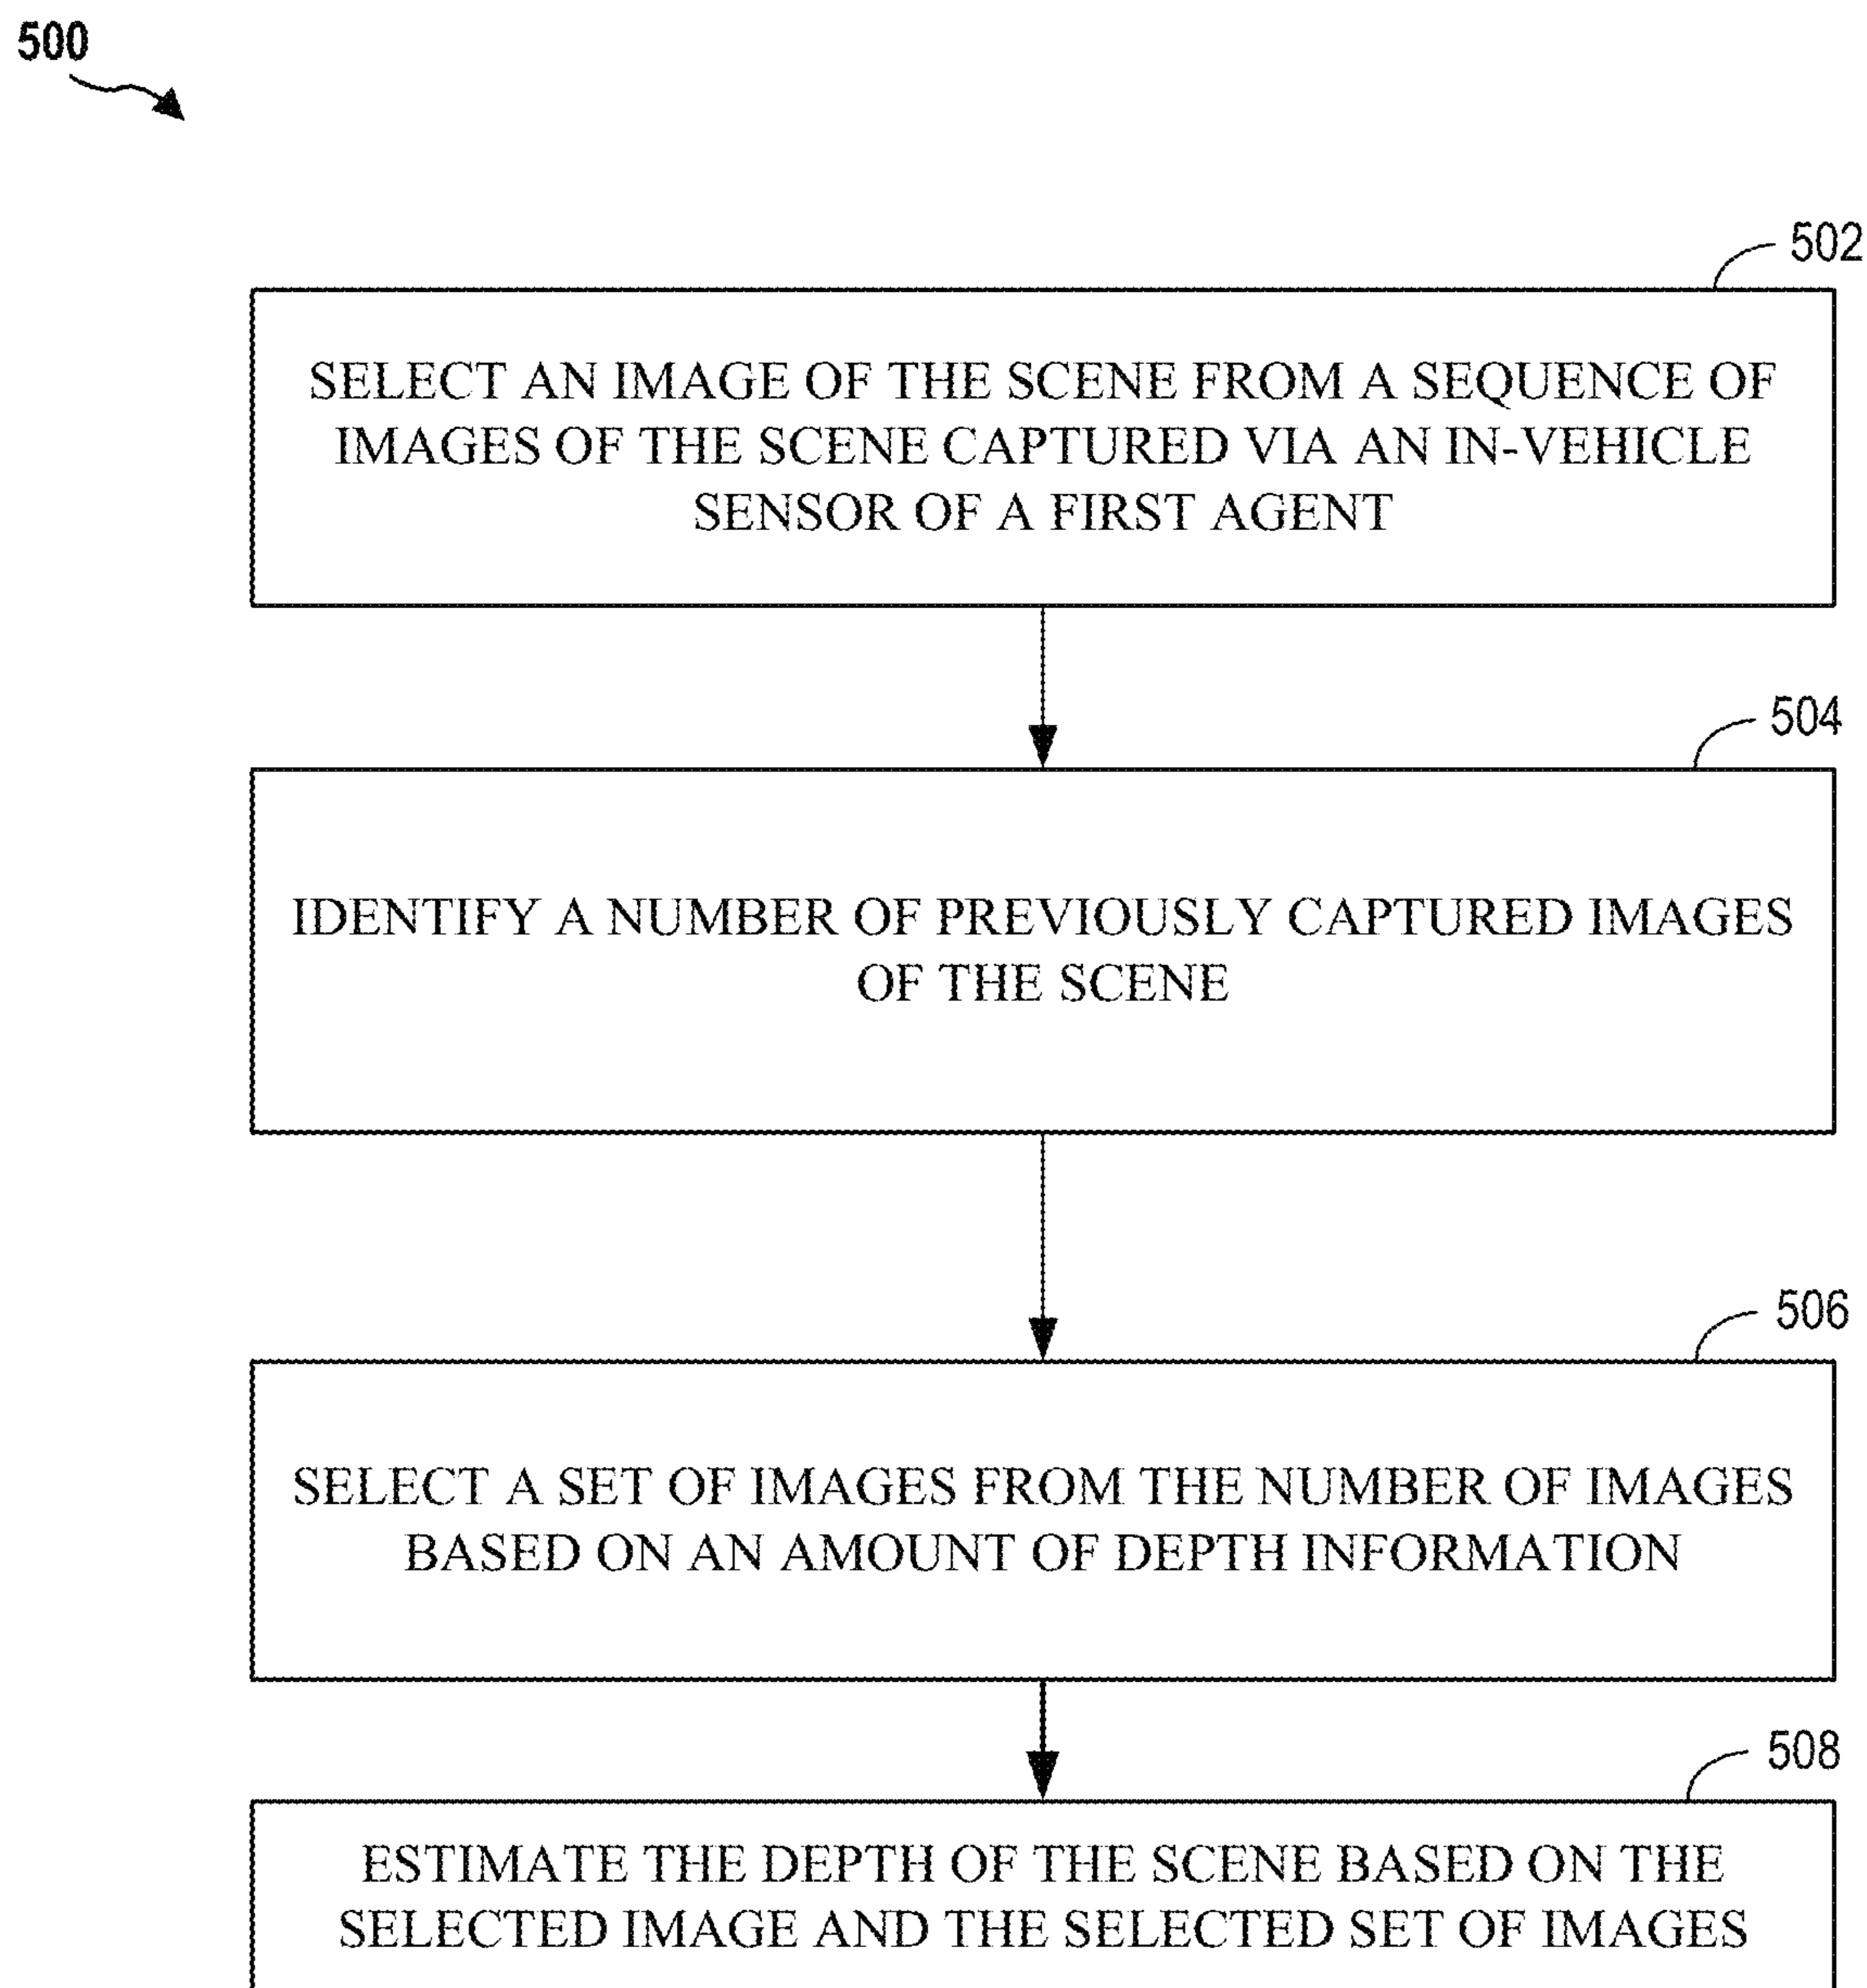 500
502
SELECT AN IMAGE OF THE SCENE FROM A SEQUENCE OF
IMAGES OF THE SCENE CAPTURED VIA AN IN-VEHICLE
SENSOR OF A FIRST AGENT
504
IDENTIFY A NUMBER OF PREVIOUSLY CAPTURED IMAGES
OF THE SCENE
506
SELECT A SET OF IMAGES FROM THE NUMBER OF IMAGES
BASED ON AN AMOUNT OF DEPTH INFORMATION
508
ESTIMATE THE DEPTH OF THE SCENE BASED ON THE
SELECTED IMAGE AND THE SELECTED SET OF IMAGES